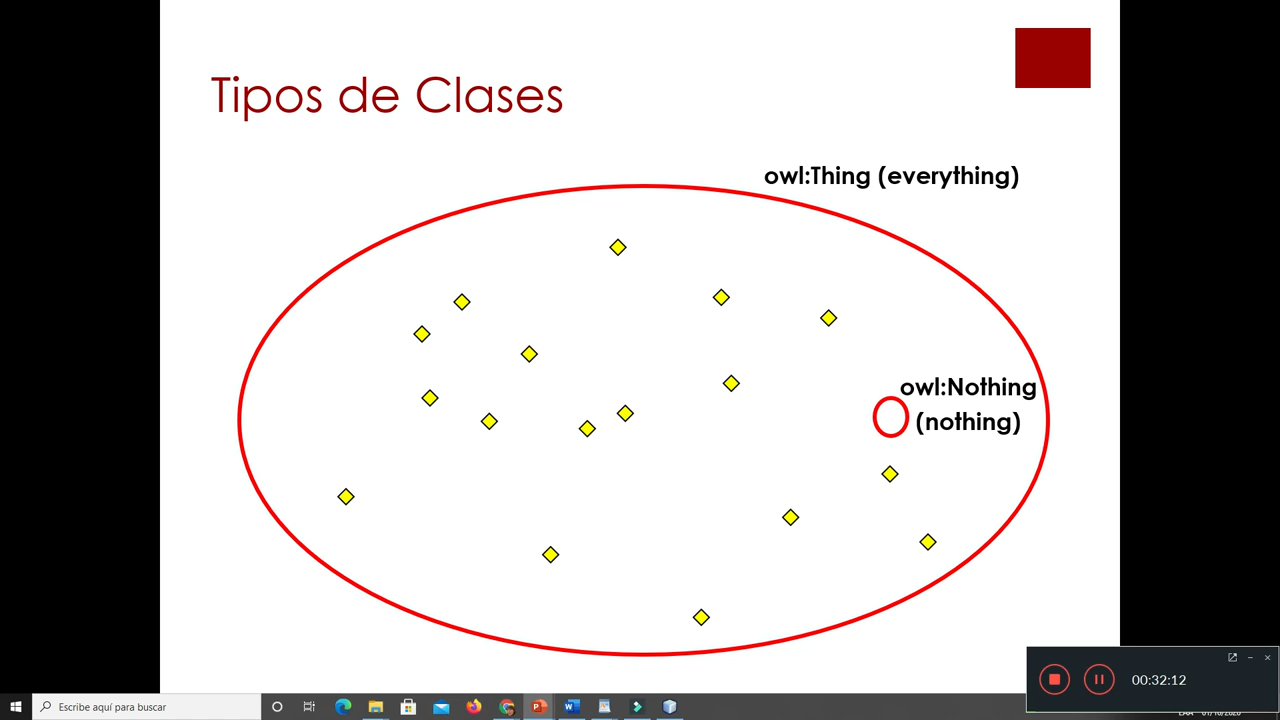 Tipos de Clases
owl:Thing (everything)
owl:Nothing
(nothing)
00:32:12
Escribe aquí para buscar